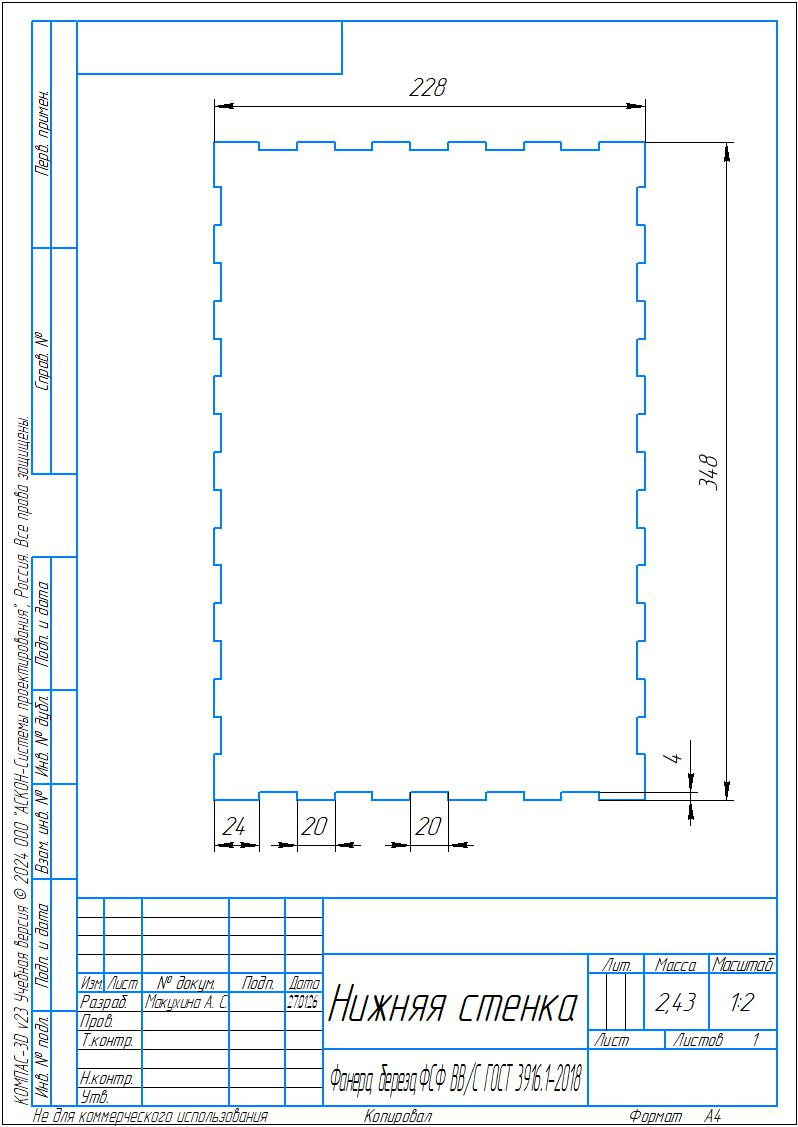 228
348
4
24
20
20
Перв. примен.
Справ. №
Подп. и дата
Инв. № дубл.
Взам. инв. №
Подп. и дата
Инв. № подл.
КОМПАС-3D v23 Учебная версия © 2024 ООО "АСКОН-Системы проектирования", Россия. Все права защищены.
Изм. Лист № докум. Подп. Дата
Разраб. Макухина А. С. 27.01.26
Пров.
Т.контр.
Н.контр.
Утв.
Нижняя стенка
Фанера, береза, ФСФ ВВ/С ГОСТ 3916.1-2018
Лит. Масса Масштаб
2,43 1:2
Лист Листов 1
Не для коммерческого использования Копировал Формат А4